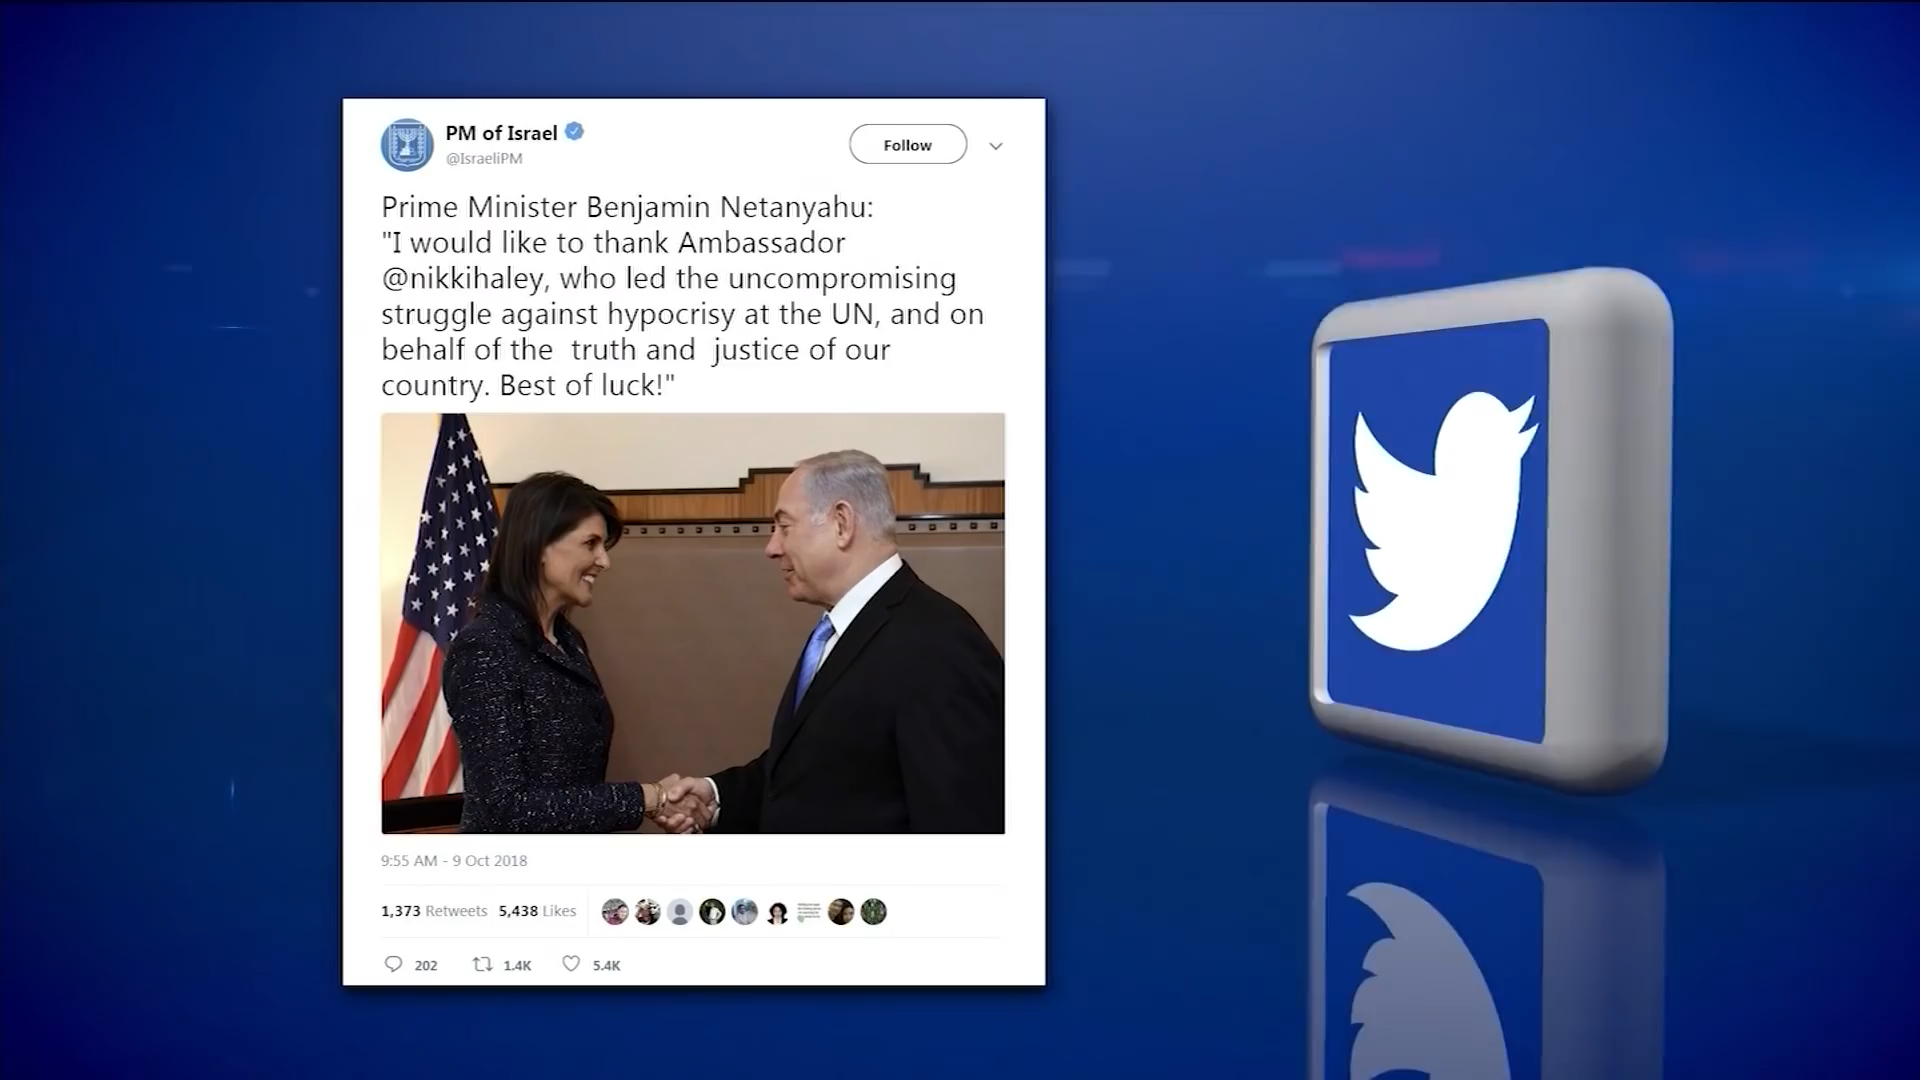 PM of Israel
@IsraeliPM
Follow
Prime Minister Benjamin Netanyahu:
"I would like to thank Ambassador
@nikkihaley, who led the uncompromising
struggle against hypocrisy at the UN, and on
behalf of the truth and justice of our
country. Best of luck!"
9:55 AM - 9 Oct 2018
1,373 Retweets 5,438 Likes
202 1.4K 5.4K